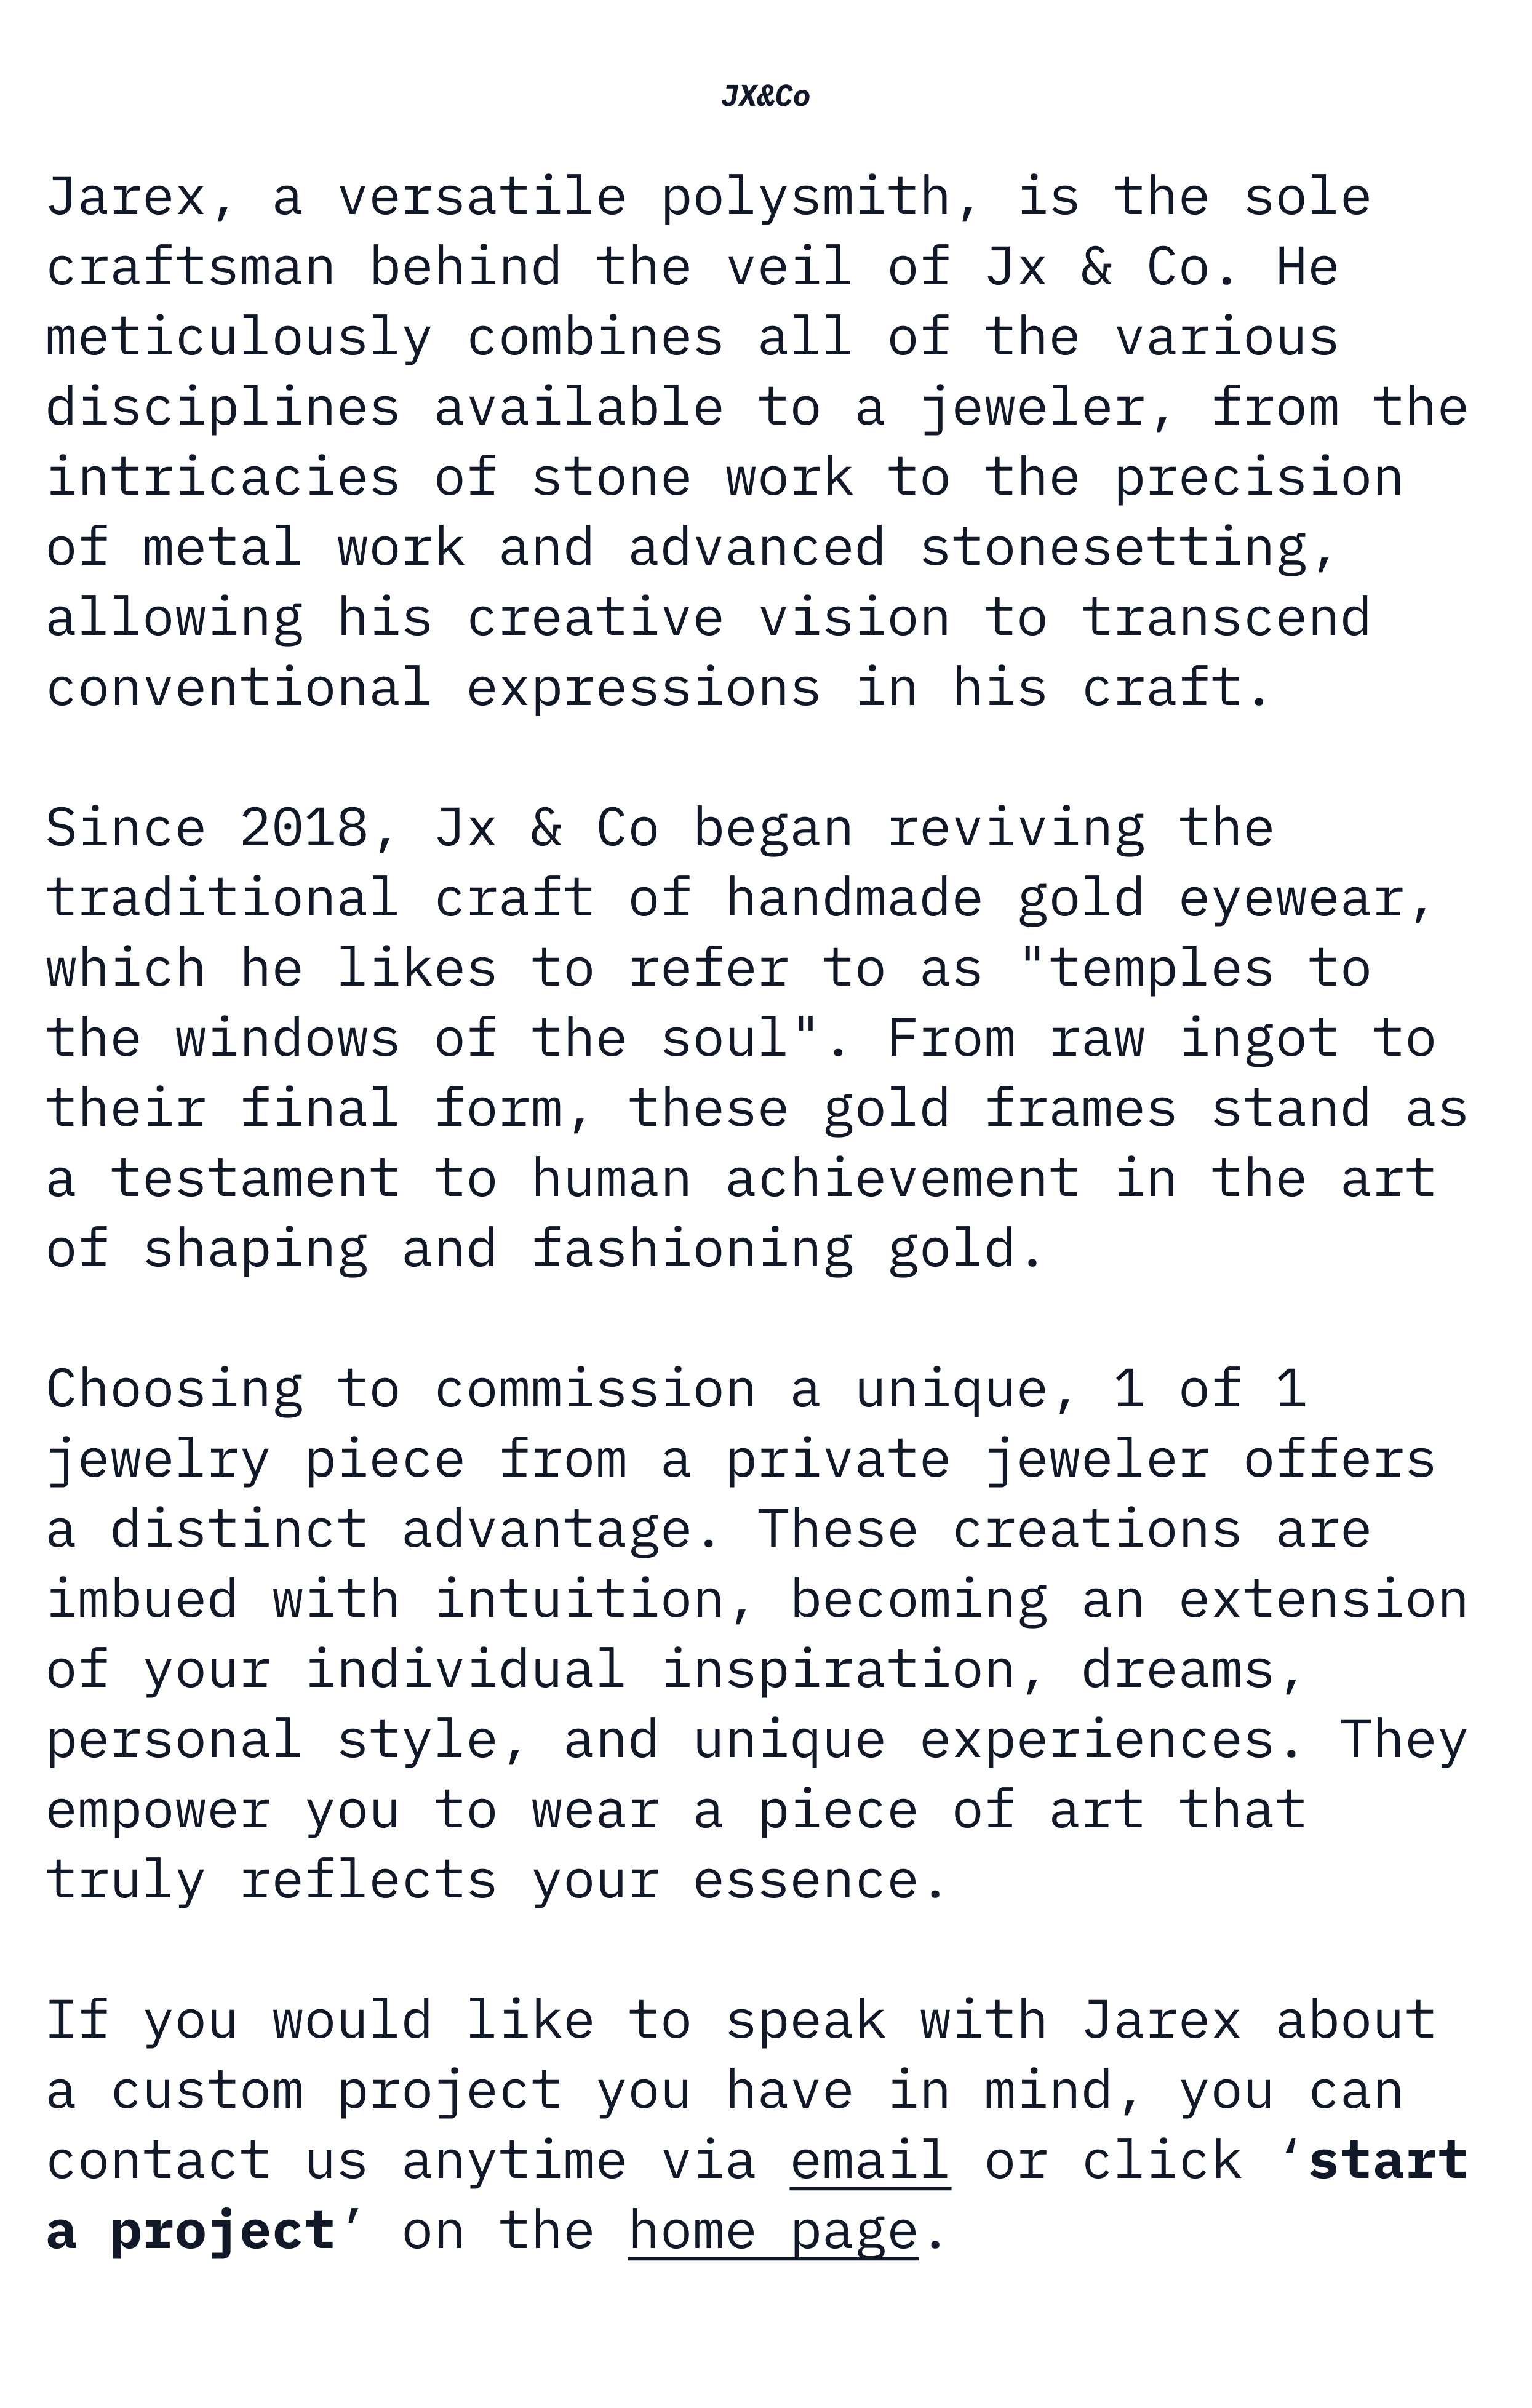 JX&Co
Jarex, a versatile polysmith, is the sole
craftsman behind the veil of Jx & Co. He
meticulously combines all of the various
disciplines available to a jeweler, from the
intricacies of stone work to the precision
of metal work and advanced stonesetting,
allowing his creative vision to transcend
conventional expressions in his craft.
Since 2018, Jx & Co began reviving the
traditional craft of handmade gold eyewear,
which he likes to refer to as "temples to
the windows of the soul". From raw ingot to
their final form, these gold frames stand as
a testament to human achievement in the art
of shaping and fashioning gold.
Choosing to commission a unique, 1 of 1
jewelry piece from a private jeweler offers
a distinct advantage. These creations are
imbued with intuition, becoming an extension
of your individual inspiration, dreams,
personal style, and unique experiences. They
empower you to wear a piece of art that
truly reflects your essence.
If you would like to speak with Jarex about
a custom project you have in mind, you can
contact us anytime via email or click ‘start
a project’ on the home page.